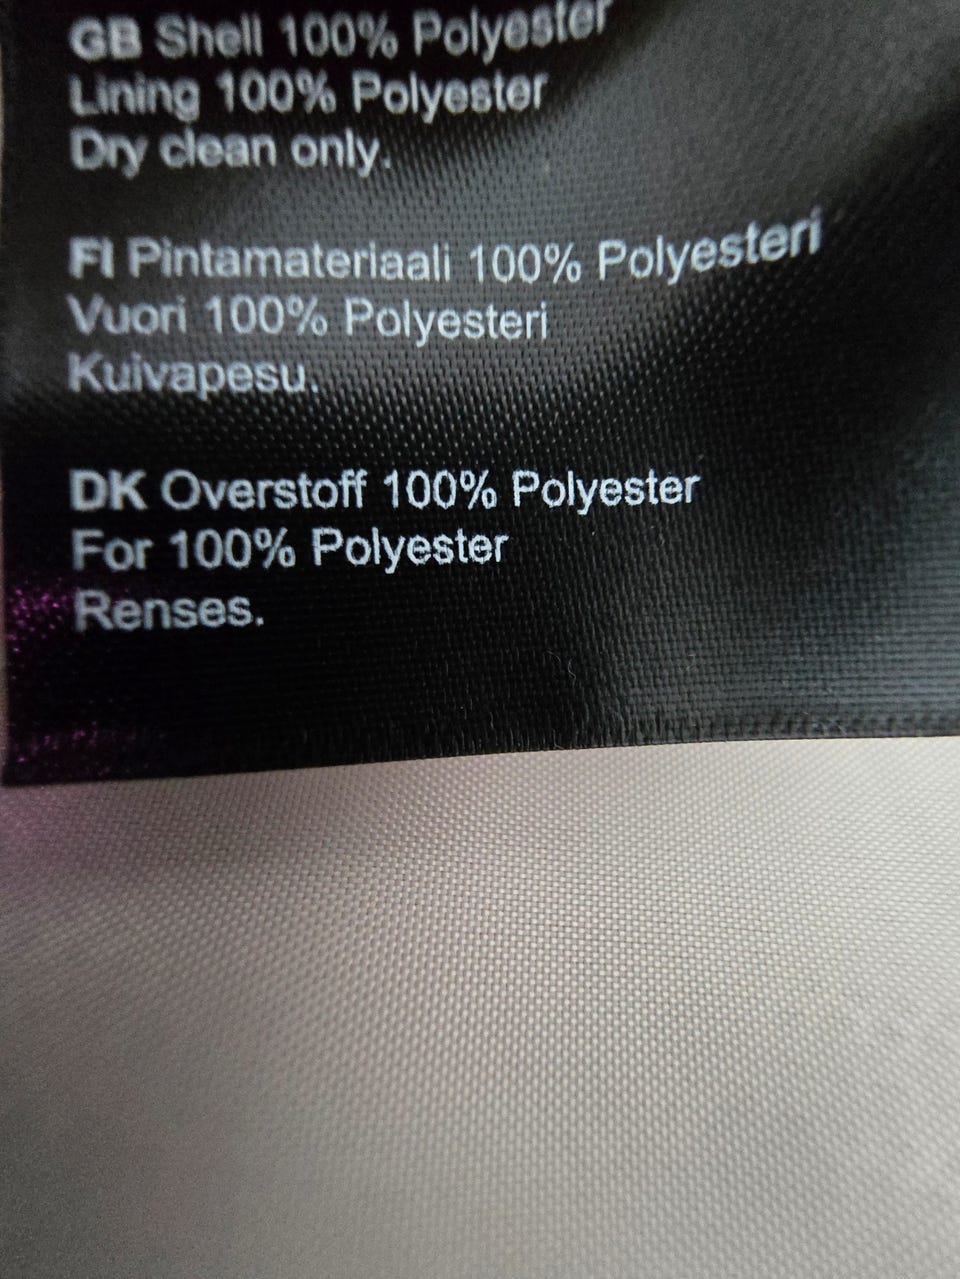 GB Shell 100% Polyester
Lining 100% Polyester
Dry clean only.
FI Pintamateriaali 100% Polyesteri
Vuori 100% Polyesteri
Kuivapesu.
DK Overstoff 100% Polyester
For 100% Polyester
Renses.